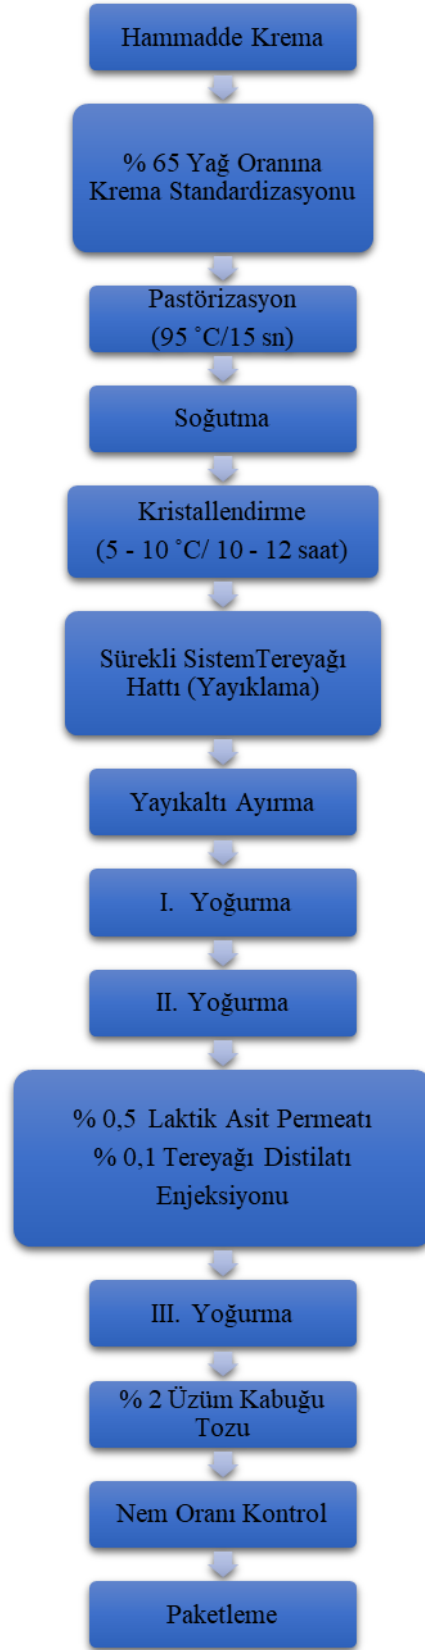 Hammadde Krema
% 65 Yağ Oranına
Krema Standardizasyonu
Pastörizasyon
(95 ˚C/15 sn)
Soğutma
Kristallendirme
(5 - 10 ˚C/ 10 - 12 saat)
Sürekli SistemTereyağı
Hattı (Yayıklama)
Yayıkaltı Ayırma
I. Yoğurma
II. Yoğurma
% 0,5 Laktik Asit Permeatı
% 0,1 Tereyağı Distilatı
Enjeksiyonu
III. Yoğurma
% 2 Üzüm Kabuğu
Tozu
Nem Oranı Kontrol
Paketleme